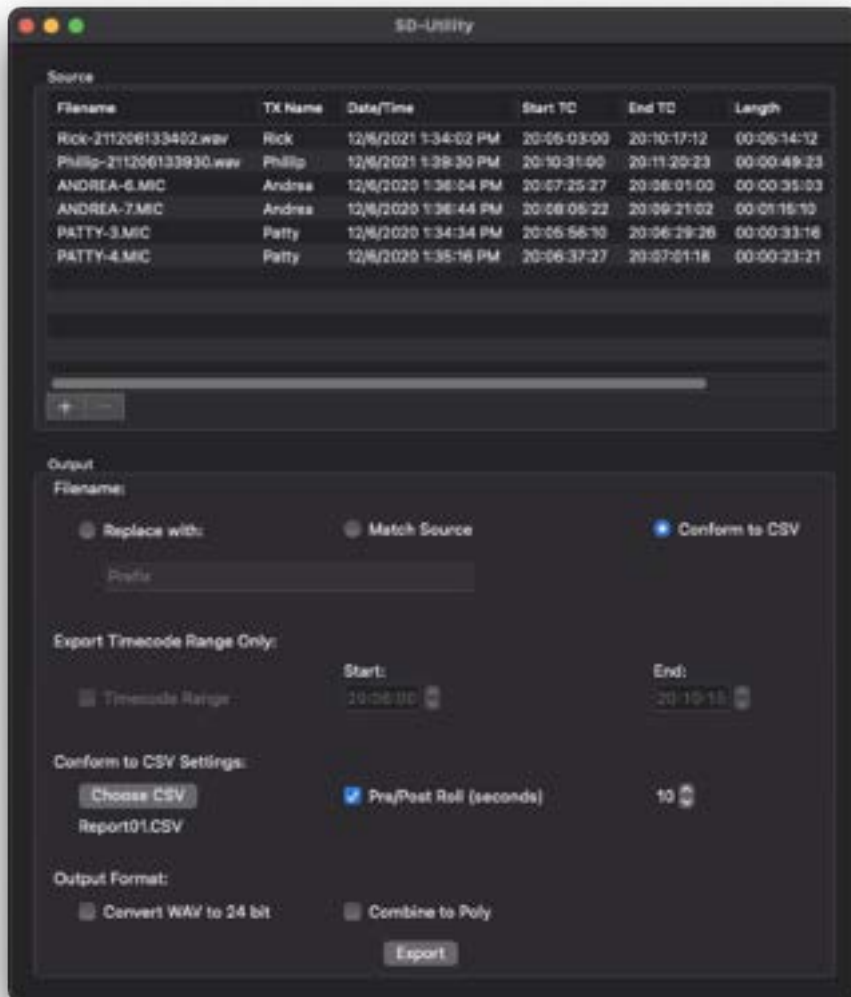 SD-Utility
Source
Filename TX Name Date/Time Start TC End TC Length
Rick-211206133402.wav Rick 12/6/2021 1:34:02 PM 20:05:03:00 20:10:17:12 00:05:14:12
Phillip-211206133930.wav Phillip 12/6/2021 1:39:30 PM 20:10:31:00 20:11:20:23 00:00:49:23
ANDREA-6.MIC Andrea 12/6/2020 1:36:04 PM 20:07:25:27 20:08:01:00 00:00:35:03
ANDREA-7.MIC Andrea 12/6/2020 1:36:44 PM 20:08:05:22 20:09:21:02 00:01:15:10
PATTY-3.MIC Patty 12/6/2020 1:34:34 PM 20:05:56:10 20:06:29:26 00:00:33:16
PATTY-4.MIC Patty 12/6/2020 1:35:16 PM 20:06:37:27 20:07:01:18 00:00:23:21
+ −
Output
Filename:
Replace with: Match Source Conform to CSV
Prefix
Export Timecode Range Only:
Start: End:
Timecode Range
Conform to CSV Settings:
Choose CSV Pre/Post Roll (seconds) 10
Report01.CSV
Output Format:
Convert WAV to 24 bit Combine to Poly
Export